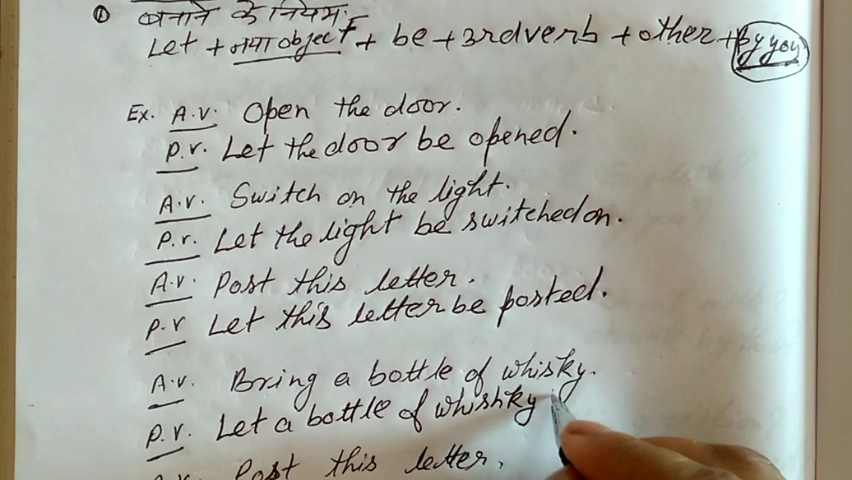 ① बनाने के नियम:
Let + नया object + be + 3rd verb + other + by you
Ex. A.V. Open the door.
P.V. Let the door be opened.
A.V. Switch on the light.
P.V. Let the light be switched on.
A.V. Post this letter.
P.V Let this letter be posted.
A.V. Bring a bottle of whisky.
P.V. Let a bottle of whishky
Post this letter.